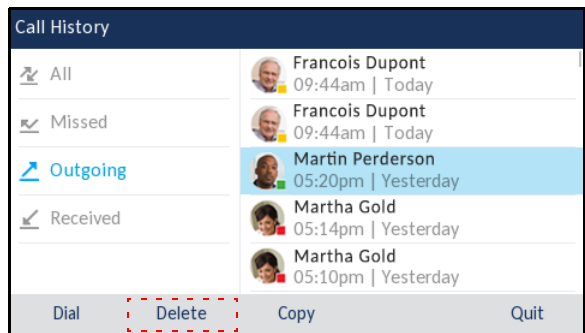 Call History
All
Missed
Outgoing
Received
Francois Dupont
09:44am | Today
Francois Dupont
09:44am | Today
Martin Perderson
05:20pm | Yesterday
Martha Gold
05:14pm | Yesterday
Martha Gold
05:10pm | Yesterday
Dial Delete Copy Quit